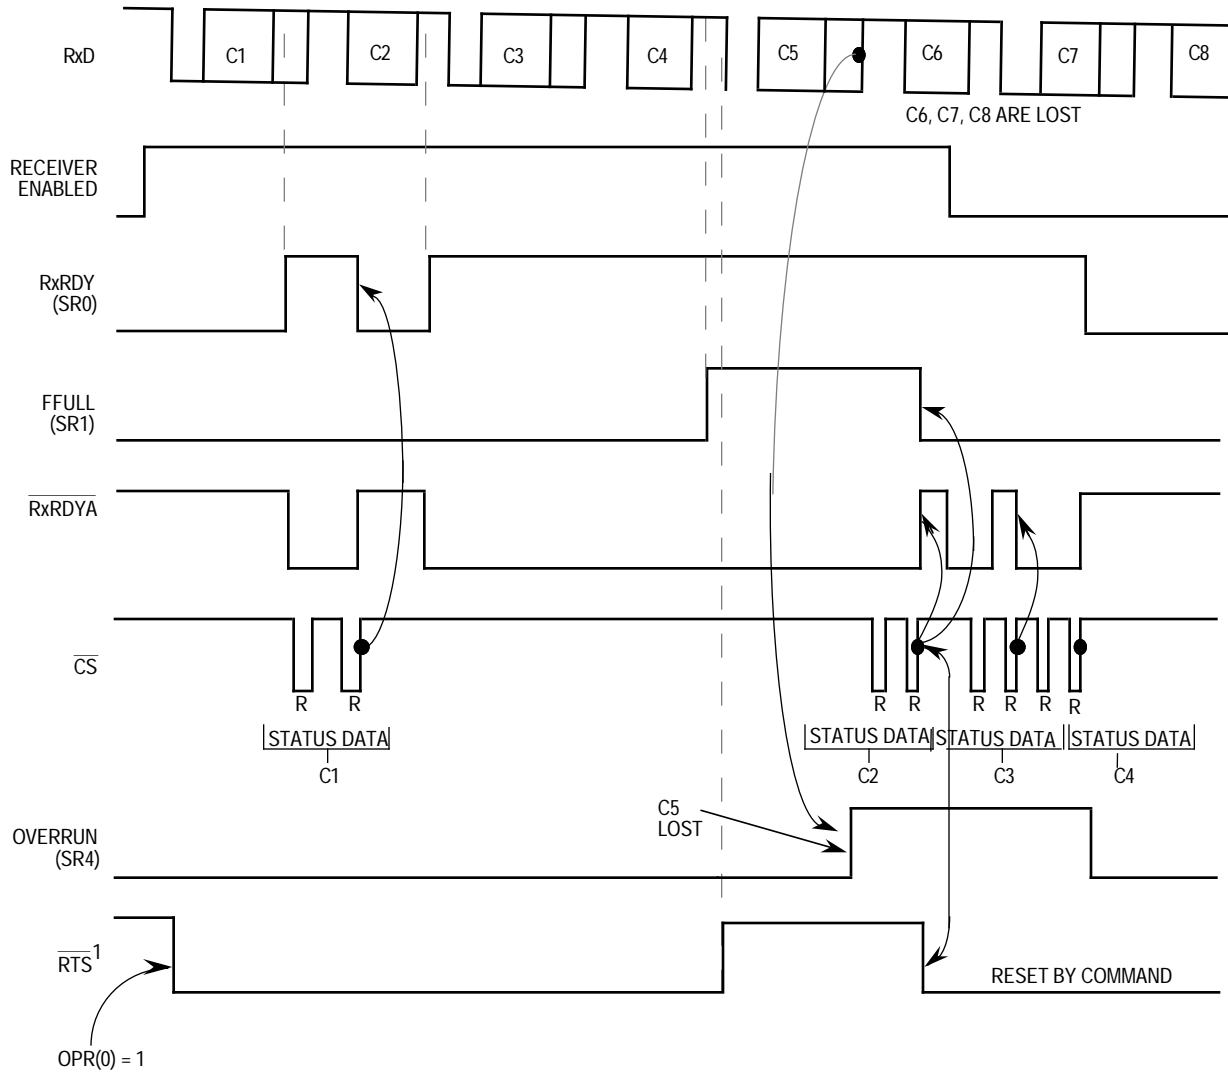 RxD
C1
C2
C3
C4
C5
C6
C7
C8
C6, C7, C8 ARE LOST
RECEIVER
ENABLED
RxRDY
(SR0)
FFULL
(SR1)
RxRDYA
CS
R
R
R
R
R
R
R
R
STATUS DATA
C1
STATUS DATA
C2
STATUS DATA
C3
STATUS DATA
C4
C5
LOST
OVERRUN
(SR4)
RTS1
RESET BY COMMAND
OPR(0) = 1